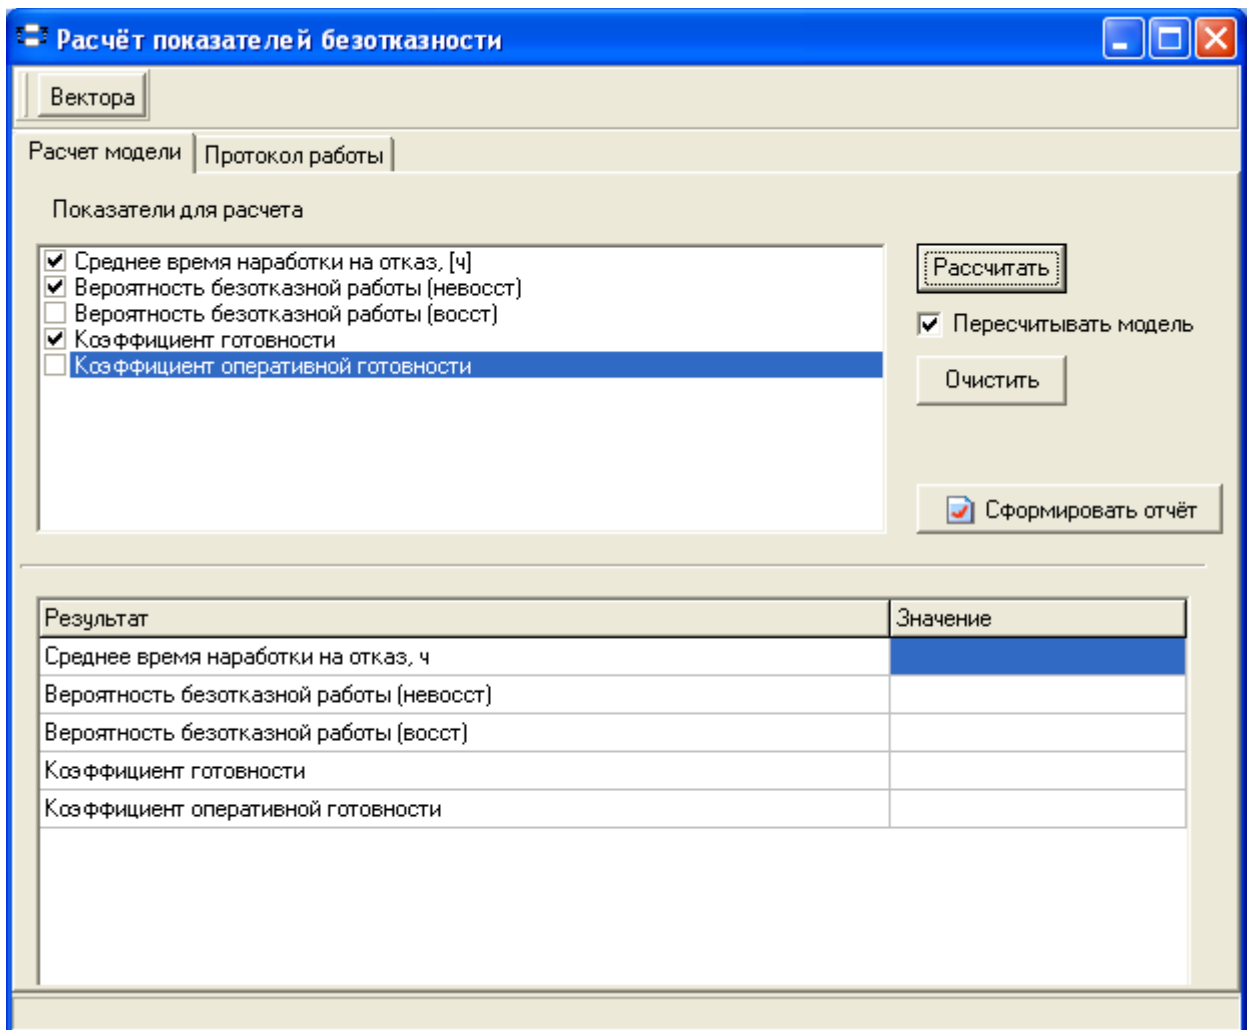 Расчёт показателей безотказности
Вектора
Расчет модели
Протокол работы
Показатели для расчета
Среднее время наработки на отказ, [ч]
Вероятность безотказной работы (невосст)
Вероятность безотказной работы (восст)
Коэффициент готовности
Коэффициент оперативной готовности
Рассчитать
Пересчитывать модель
Очистить
Сформировать отчёт
Результат Значение
Среднее время наработки на отказ, ч
Вероятность безотказной работы (невосст)
Вероятность безотказной работы (восст)
Коэффициент готовности
Коэффициент оперативной готовности